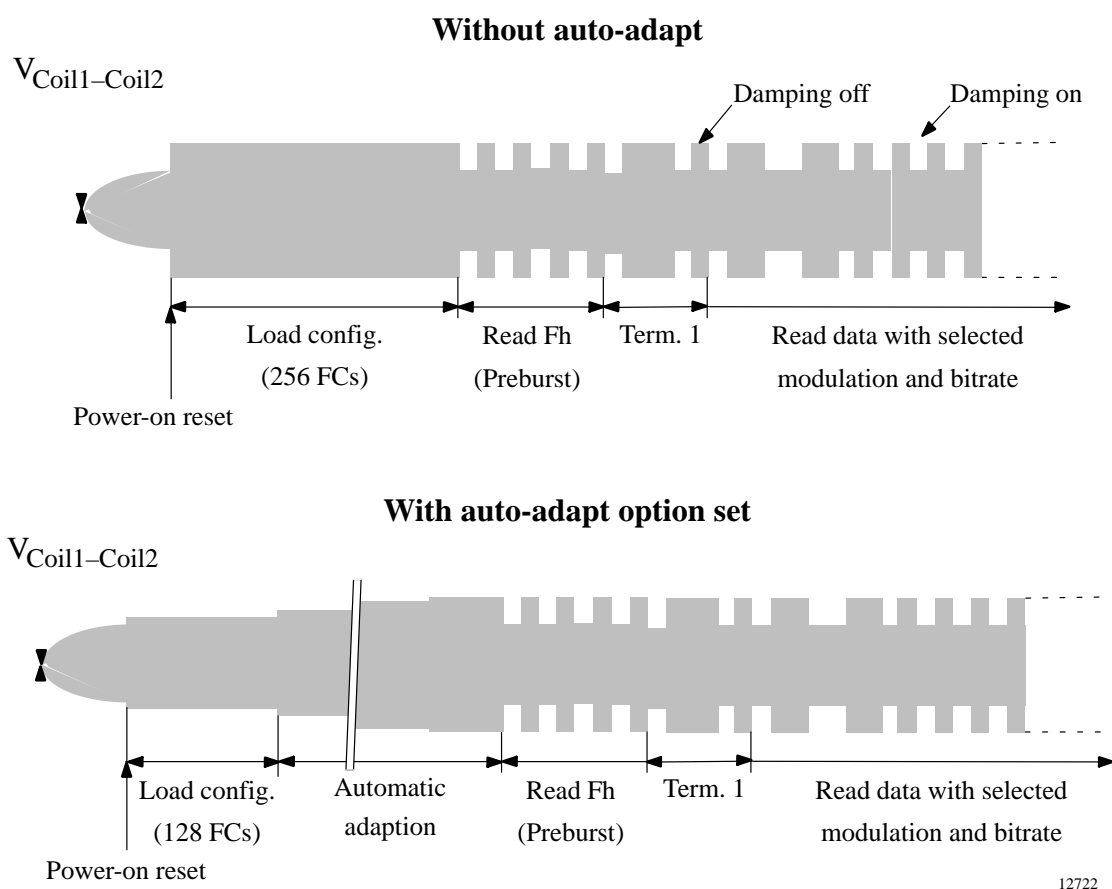 Without auto-adapt
VCoil1–Coil2
Damping off
Damping on
Load config.
(256 FCs)
Read Fh
(Preburst)
Term. 1
Read data with selected
modulation and bitrate
Power-on reset
With auto-adapt option set
VCoil1–Coil2
Load config.
(128 FCs)
Automatic
adaption
Read Fh
(Preburst)
Term. 1
Read data with selected
modulation and bitrate
Power-on reset
12722